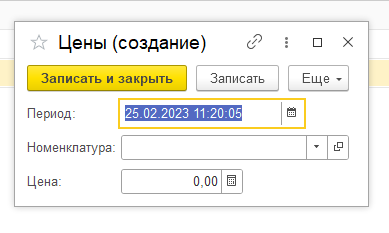 Цены (создание)
Записать и закрыть Записать Еще
Период: 25.02.2023 11:20:05
Номенклатура:
Цена: 0,00